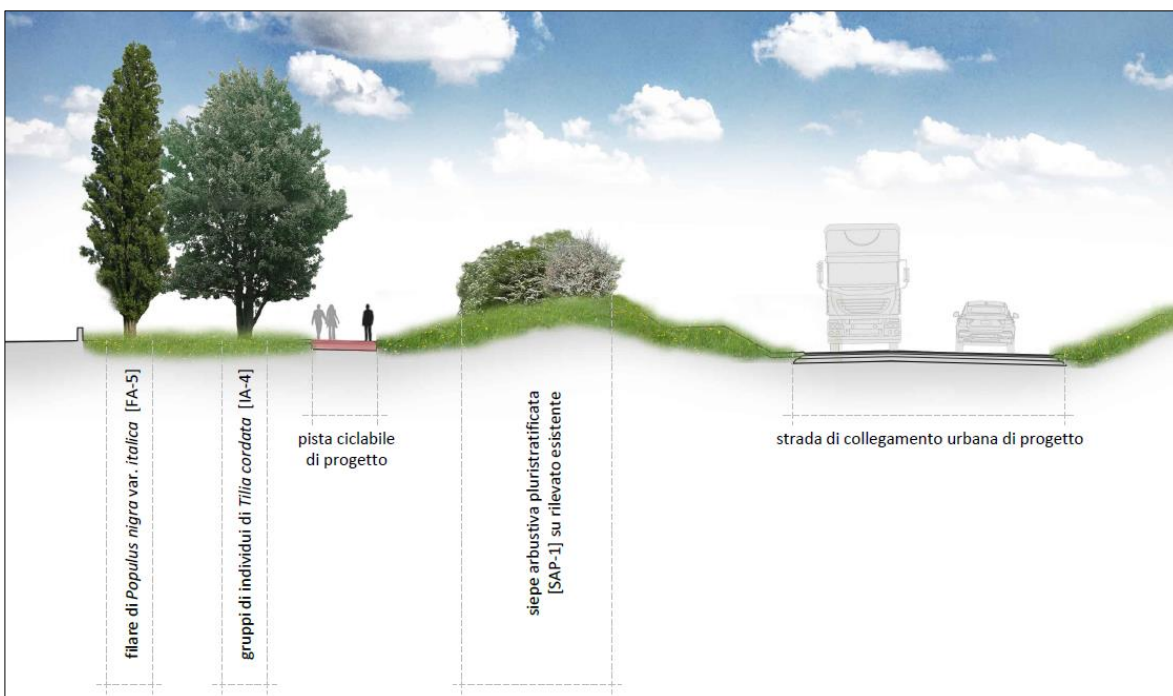 filare di Populus nigra var. italica [FA-5]
gruppi di individui di Tilia cordata [IA-4]
pista ciclabile
di progetto
siepe arbustiva pluristratificata
[SAP-1] su rilevato esistente
strada di collegamento urbana di progetto